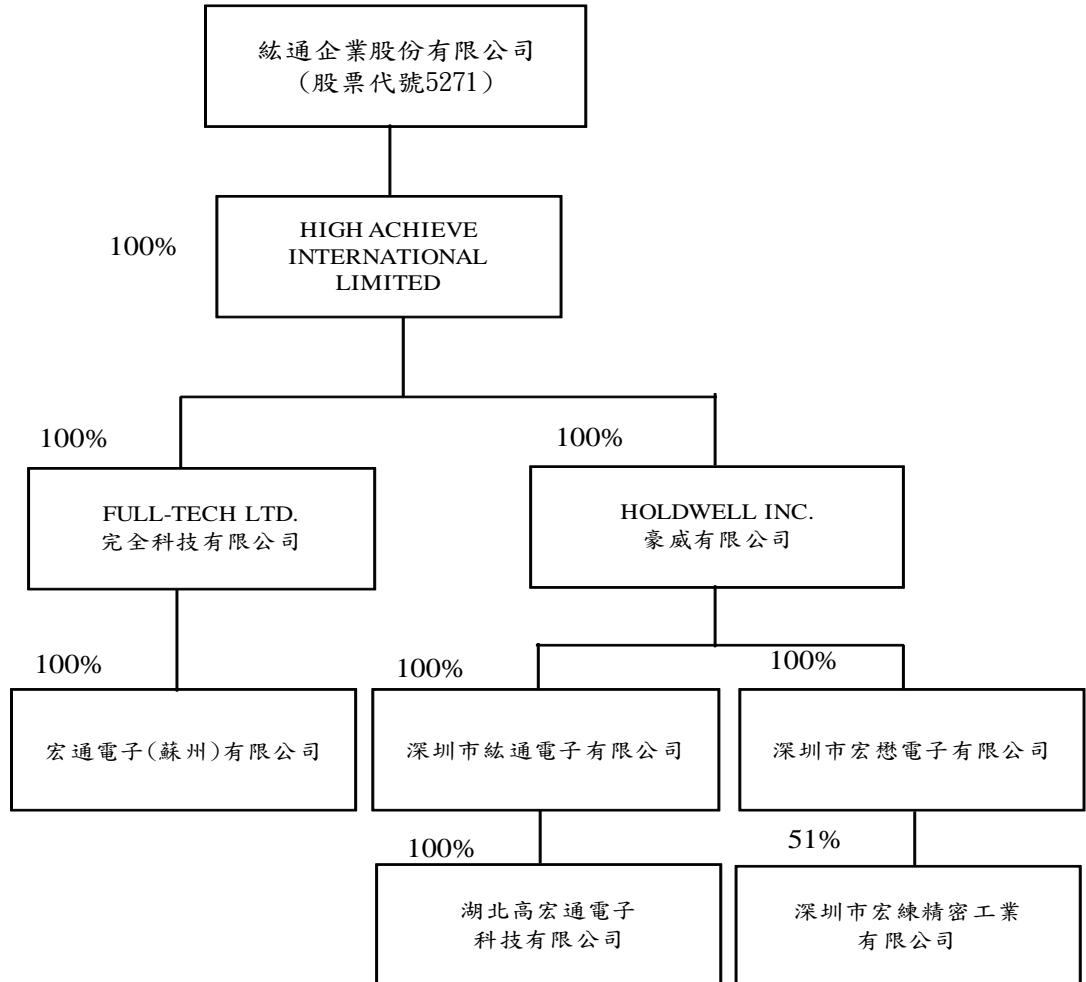 紘通企業股份有限公司
(股票代號5271)
100%
HIGH ACHIEVE
INTERNATIONAL
LIMITED
100%
100%
FULL-TECH LTD.
完全科技有限公司
HOLDWELL INC.
豪威有限公司
100%
100%
100%
宏通電子(蘇州)有限公司
深圳市紘通電子有限公司
深圳市宏懋電子有限公司
100%
51%
湖北高宏通電子
科技有限公司
深圳市宏練精密工業
有限公司